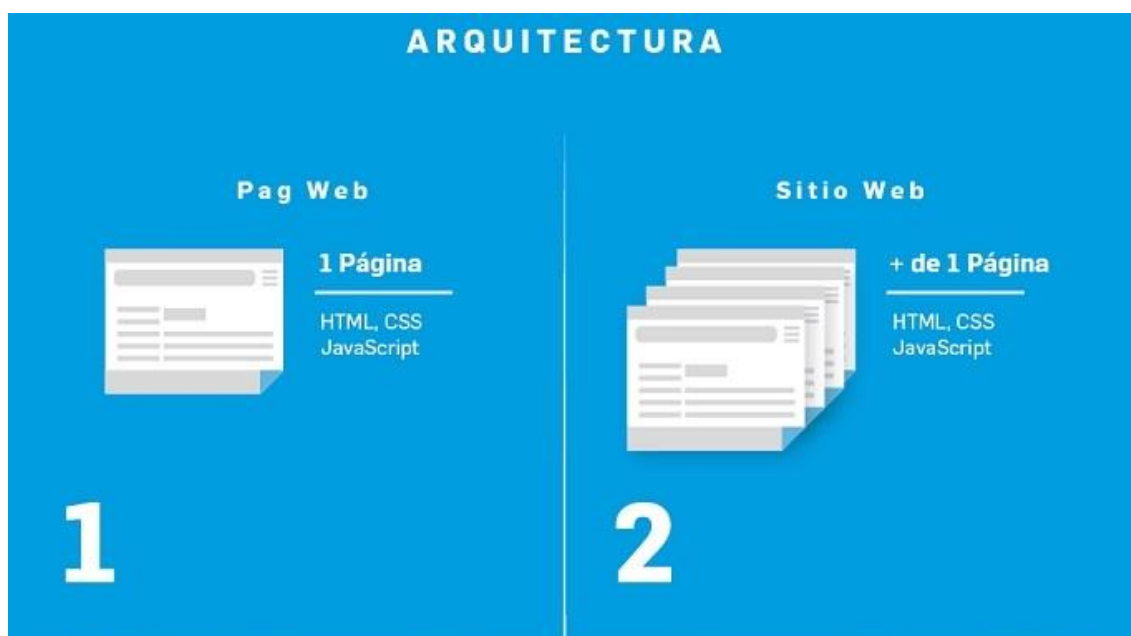 ARQUITECTURA
Pag Web
1 Página
HTML, CSS
JavaScript
1
Sitio Web
+ de 1 Página
HTML, CSS
JavaScript
2